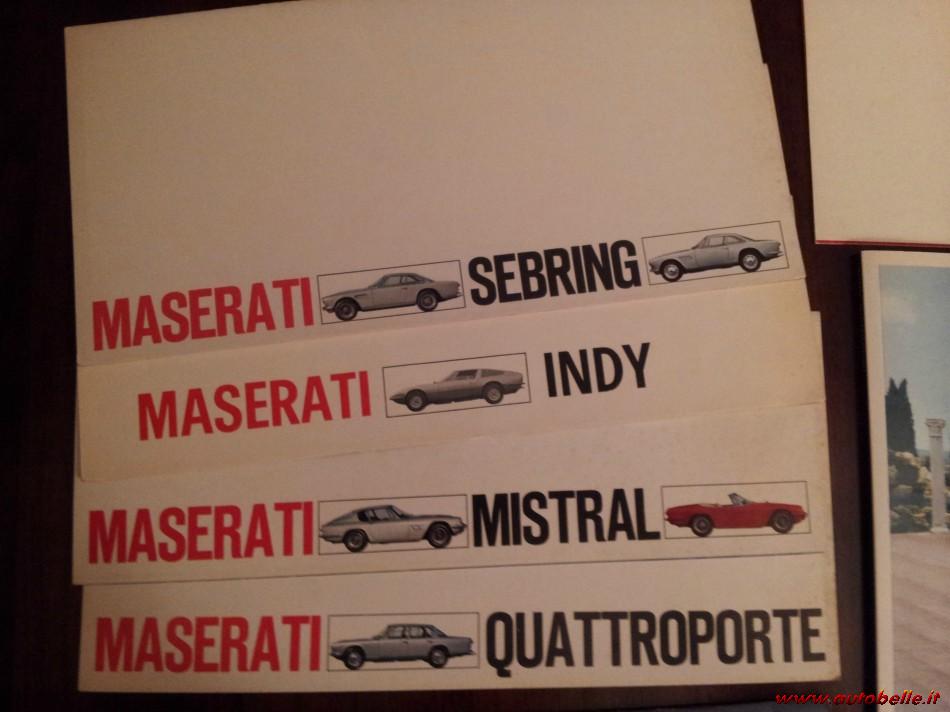 MASERATI SEBRING
MASERATI INDY
MASERATI MISTRAL
MASERATI QUATTROPORTE
www.autobelle.it